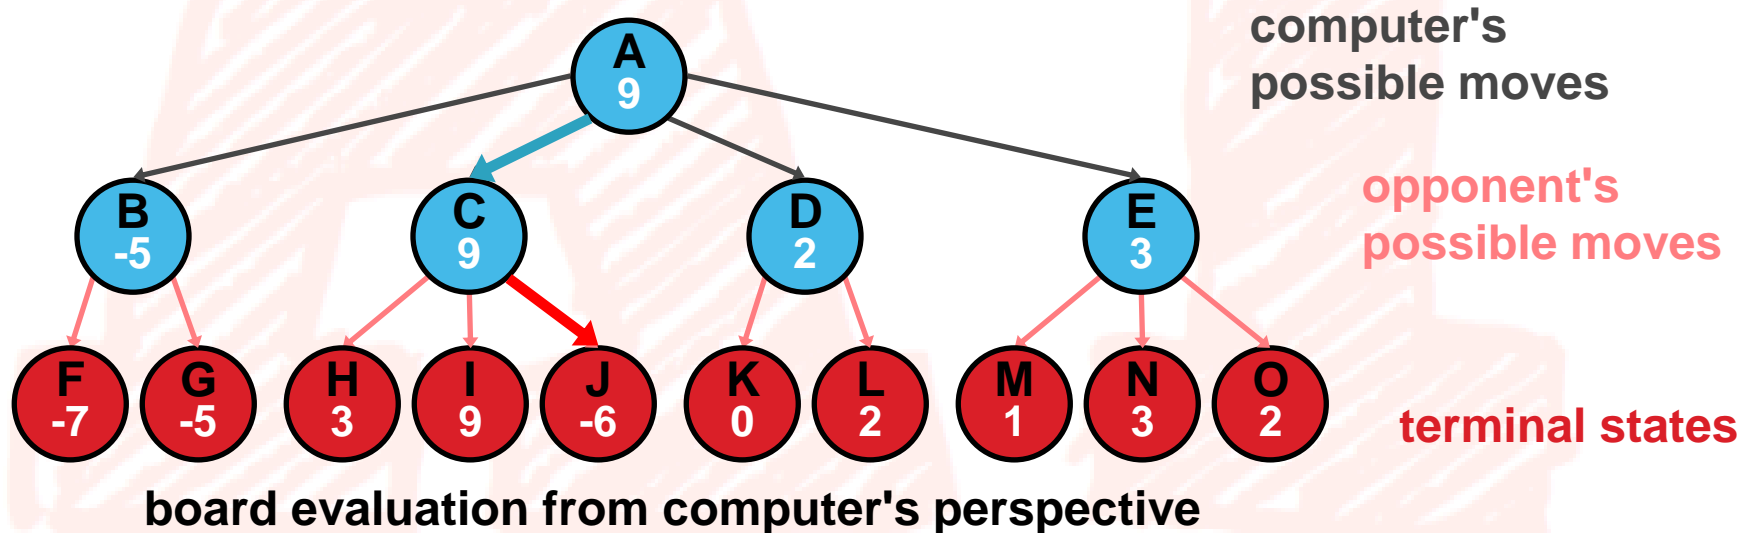 computer's
possible moves
A
9
opponent's
possible moves
B
-5
C
9
D
2
E
3
F
-7
G
-5
H
3
I
9
J
-6
K
0
L
2
M
1
N
3
O
2
terminal states
board evaluation from computer's perspective